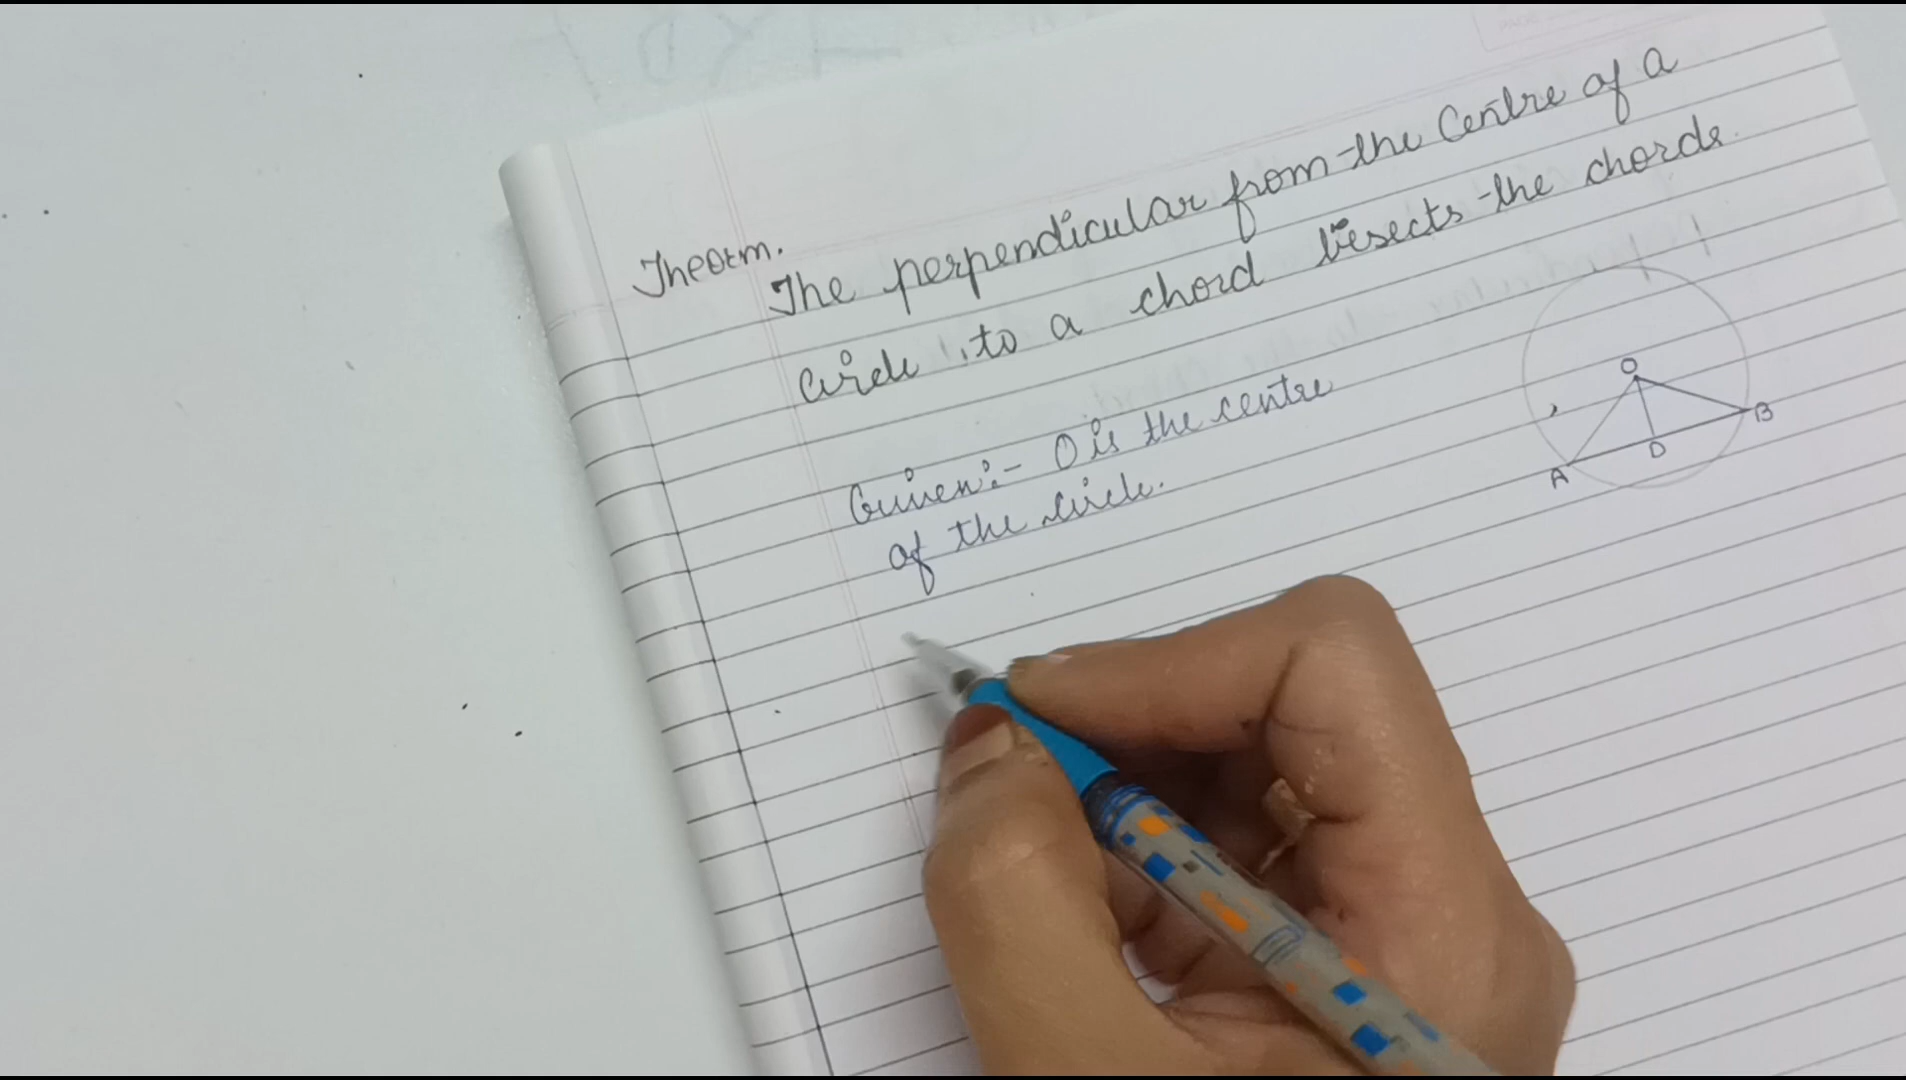 Theorm.
The perpendicular from the Centre of a
Circle, to a chord bisects the chords.
Given:- O is the centre
of the circle.
O
A
D
B